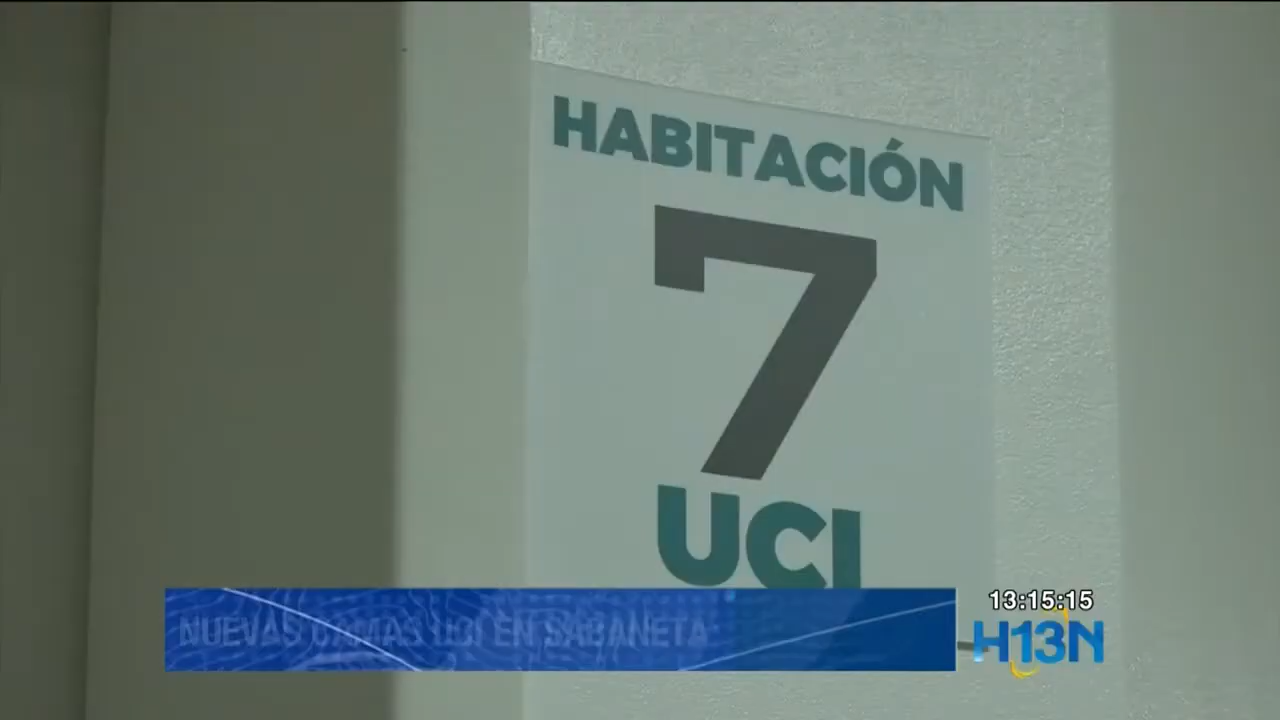 HABITACIÓN
7
UCI
NUEVAS CAMAS UCI EN SABANETA
13:15:15
H13N